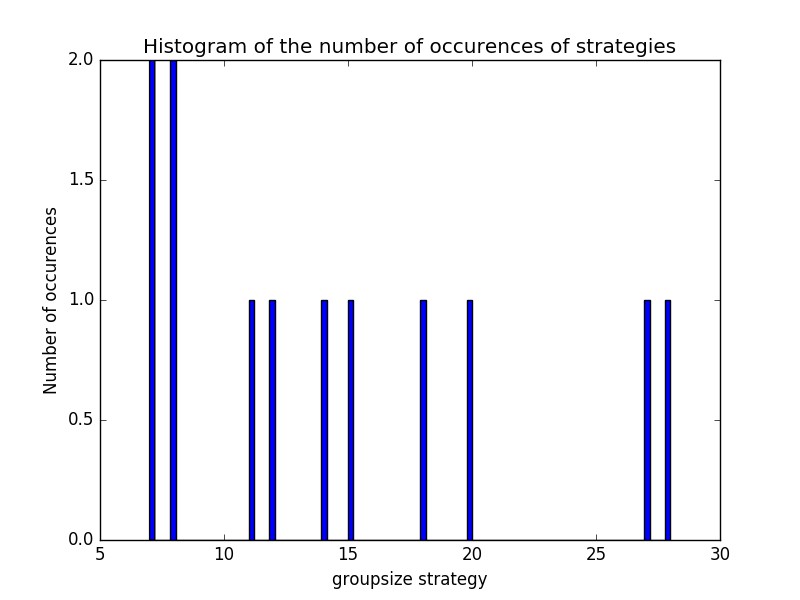 Histogram of the number of occurences of strategies
2.0
1.5
1.0
0.5
0.0
Number of occurences
5 10 15 20 25 30
groupsize strategy